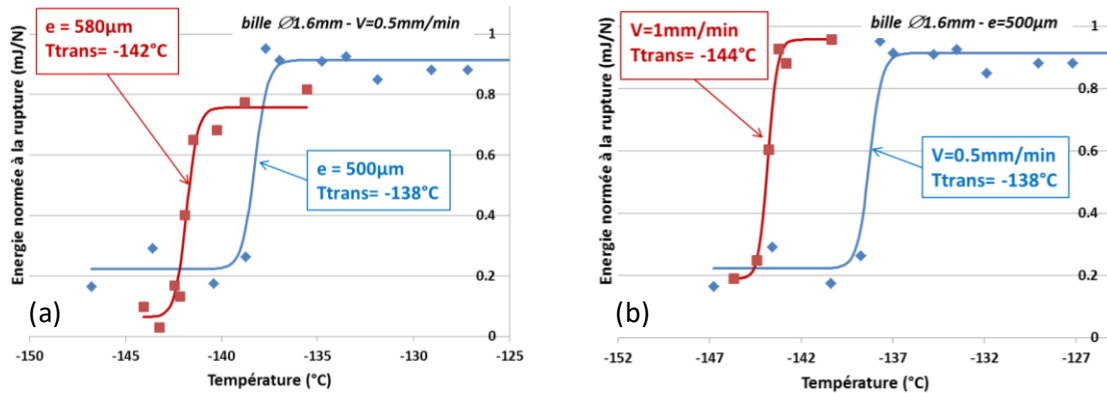 bille ∅1.6mm - V=0.5mm/min
e = 580µm
Ttrans= -142°C
e = 500µm
Ttrans= -138°C
Energie normée à la rupture (mJ/N)
1
0.8
0.6
0.4
0.2
0
(a)
-150 -145 -140 -135 -130 -125
Température (°C)
bille ∅1.6mm - e=500µm
V=1mm/min
Ttrans= -144°C
V=0.5mm/min
Ttrans= -138°C
Energie normée à la rupture (mJ/N)
1
0.8
0.6
0.4
0.2
0
(b)
-152 -147 -142 -137 -132 -127
Température (°C)